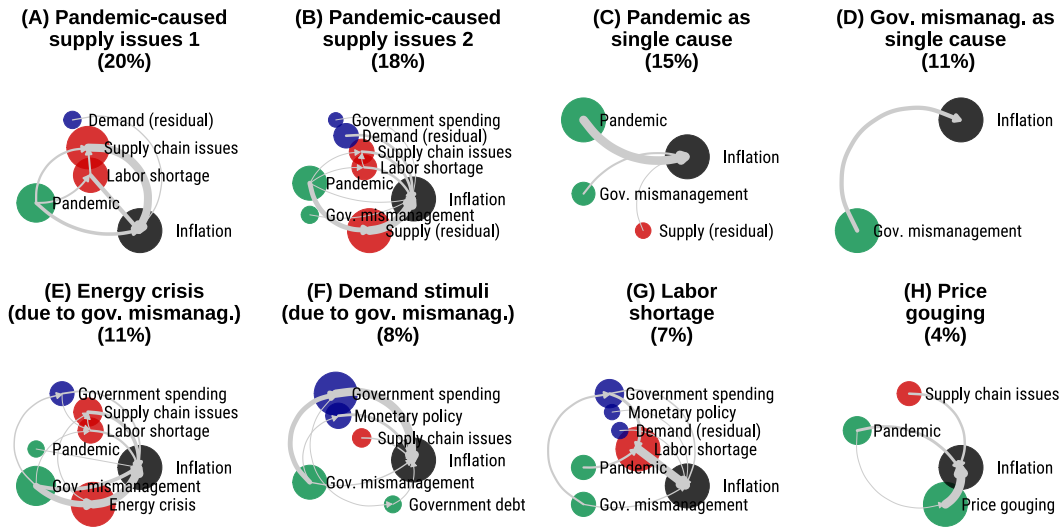 (A) Pandemic-caused
supply issues 1
(20%)
Demand (residual)
Supply chain issues
Labor shortage
Pandemic
Inflation
(B) Pandemic-caused
supply issues 2
(18%)
Government spending
Demand (residual)
Supply chain issues
Labor shortage
Pandemic
Inflation
Gov. mismanagement
Supply (residual)
(C) Pandemic as
single cause
(15%)
Pandemic
Inflation
Gov. mismanagement
Supply (residual)
(D) Gov. mismanag. as
single cause
(11%)
Inflation
Gov. mismanagement
(E) Energy crisis
(due to gov. mismanag.)
(11%)
Government spending
Supply chain issues
Labor shortage
Pandemic
Inflation
Gov. mismanagement
Energy crisis
(F) Demand stimuli
(due to gov. mismanag.)
(8%)
Government spending
Monetary policy
Supply chain issues
Inflation
Gov. mismanagement
Government debt
(G) Labor
shortage
(7%)
Government spending
Monetary policy
Demand (residual)
Labor shortage
Pandemic
Inflation
Gov. mismanagement
(H) Price
gouging
(4%)
Supply chain issues
Pandemic
Inflation
Price gouging